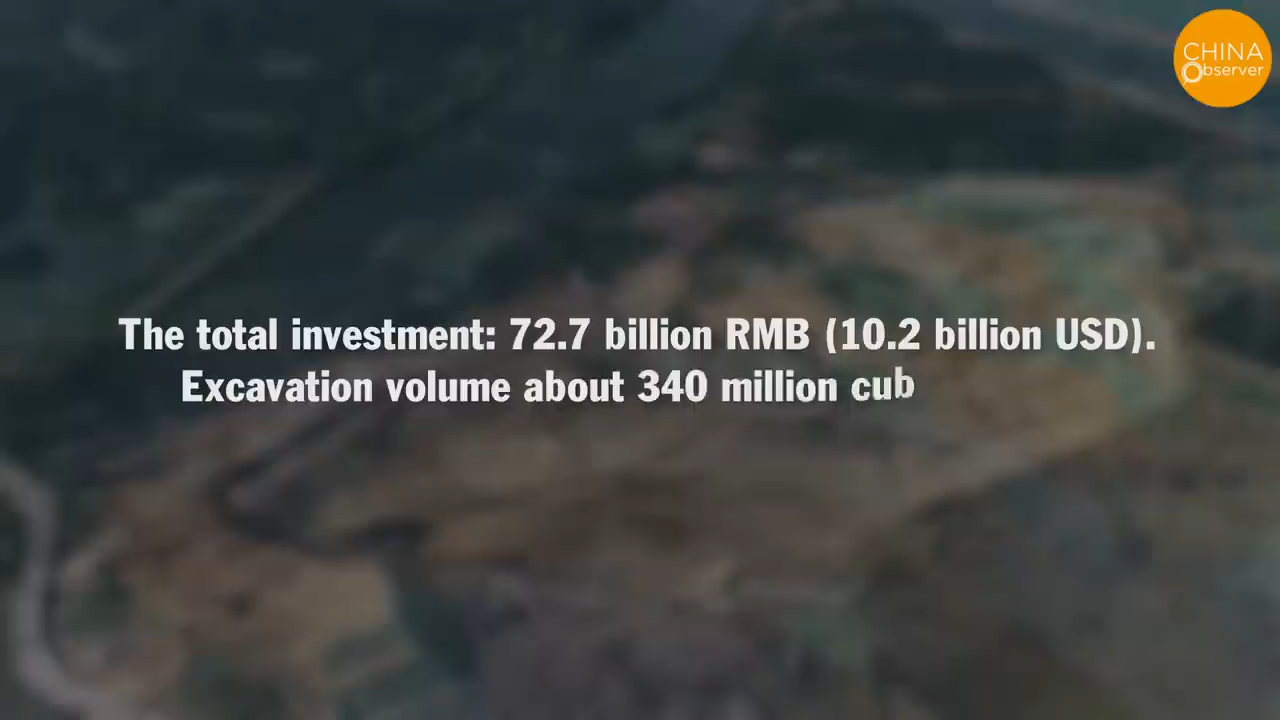 CHINA
Observer
The total investment: 72.7 billion RMB (10.2 billion USD).
Excavation volume about 340 million cub